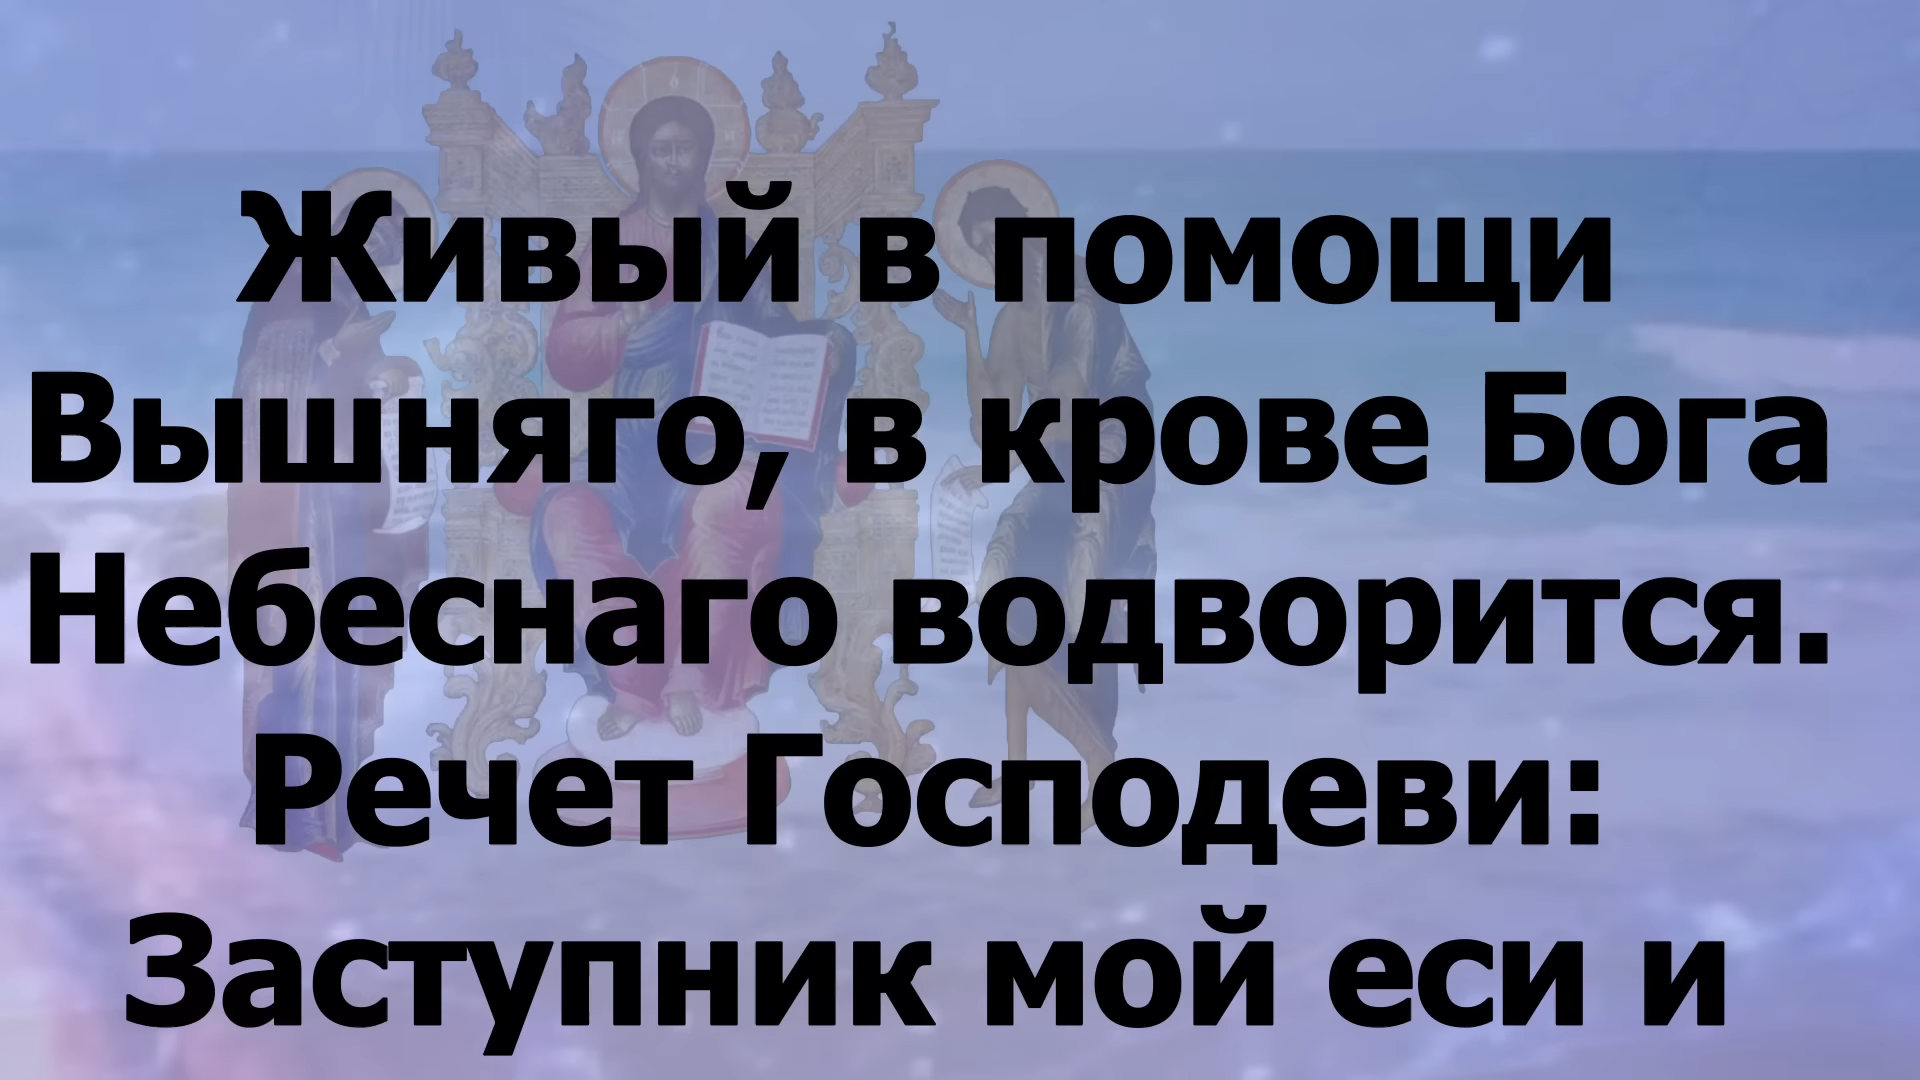 Живый в помощи
Вышняго, в крове Бога
Небеснаго водворится.
Речет Господеви:
Заступник мой еси и